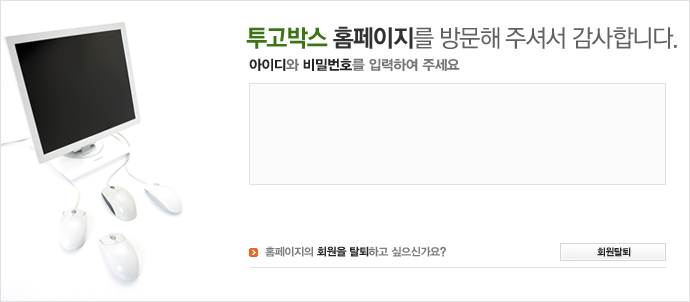 투고박스 홈페이지를 방문해 주셔서 감사합니다.
아이디와 비밀번호를 입력하여 주세요
홈페이지의 회원을 탈퇴하고 싶으신가요?
회원탈퇴